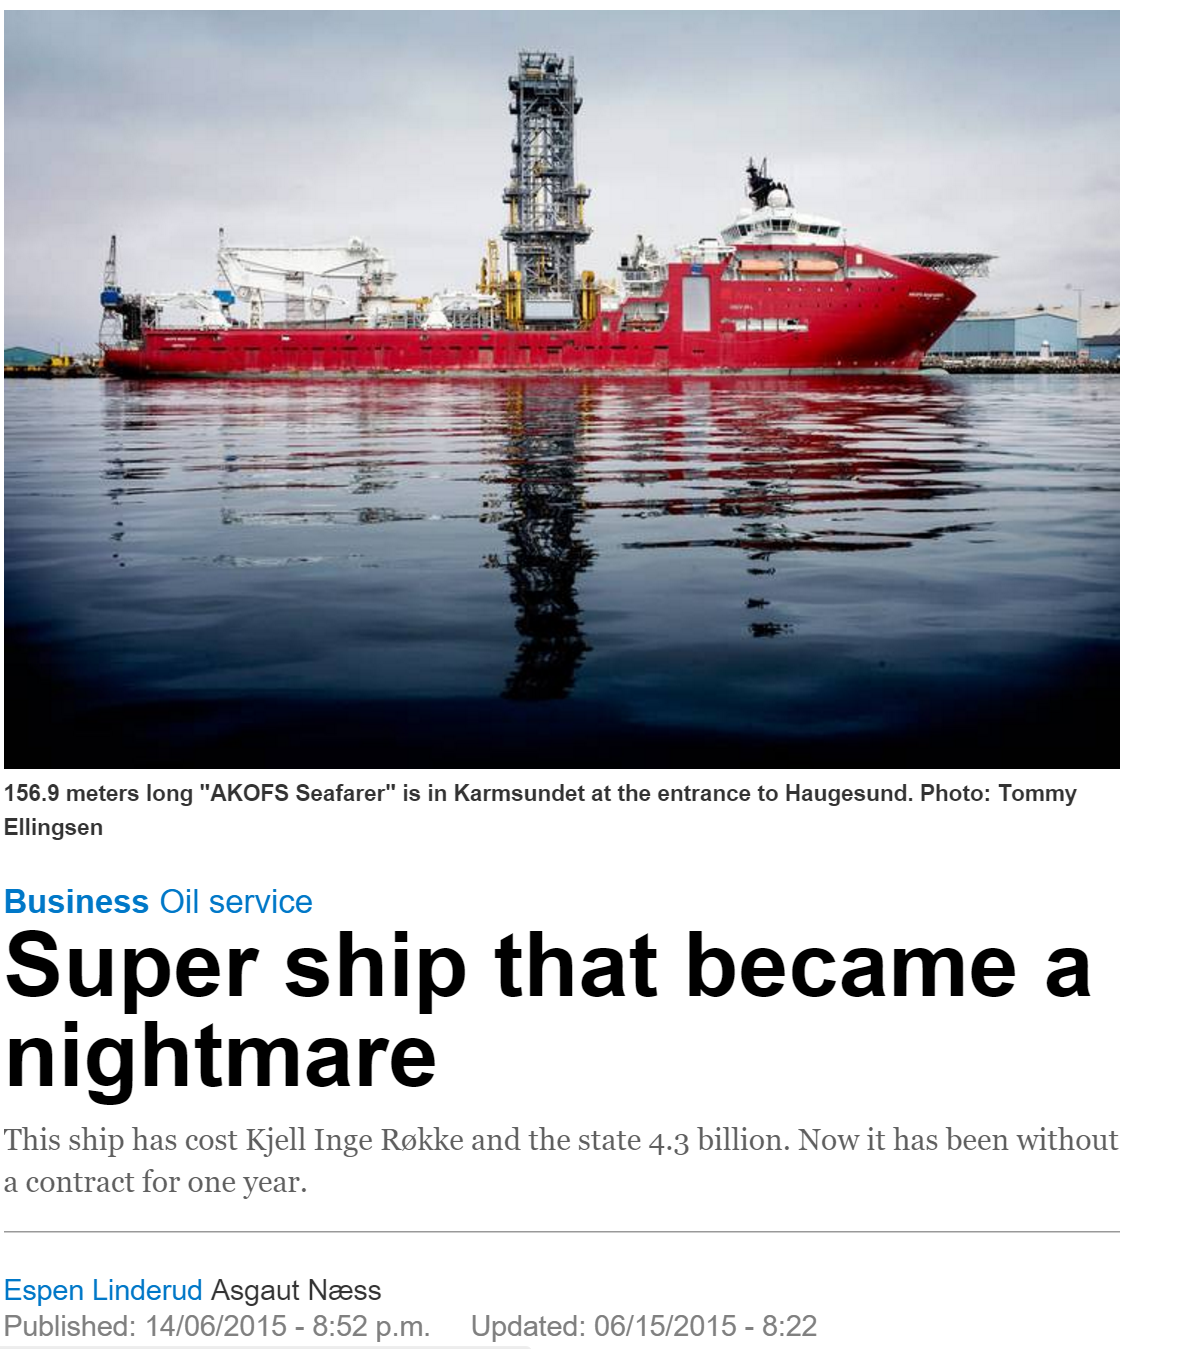 156.9 meters long "AKOFS Seafarer" is in Karmsundet at the entrance to Haugesund. Photo: Tommy
Ellingsen
Business Oil service
Super ship that became a
nightmare
This ship has cost Kjell Inge Røkke and the state 4.3 billion. Now it has been without
a contract for one year.
Espen Linderud Asgaut Næss
Published: 14/06/2015 - 8:52 p.m. Updated: 06/15/2015 - 8:22